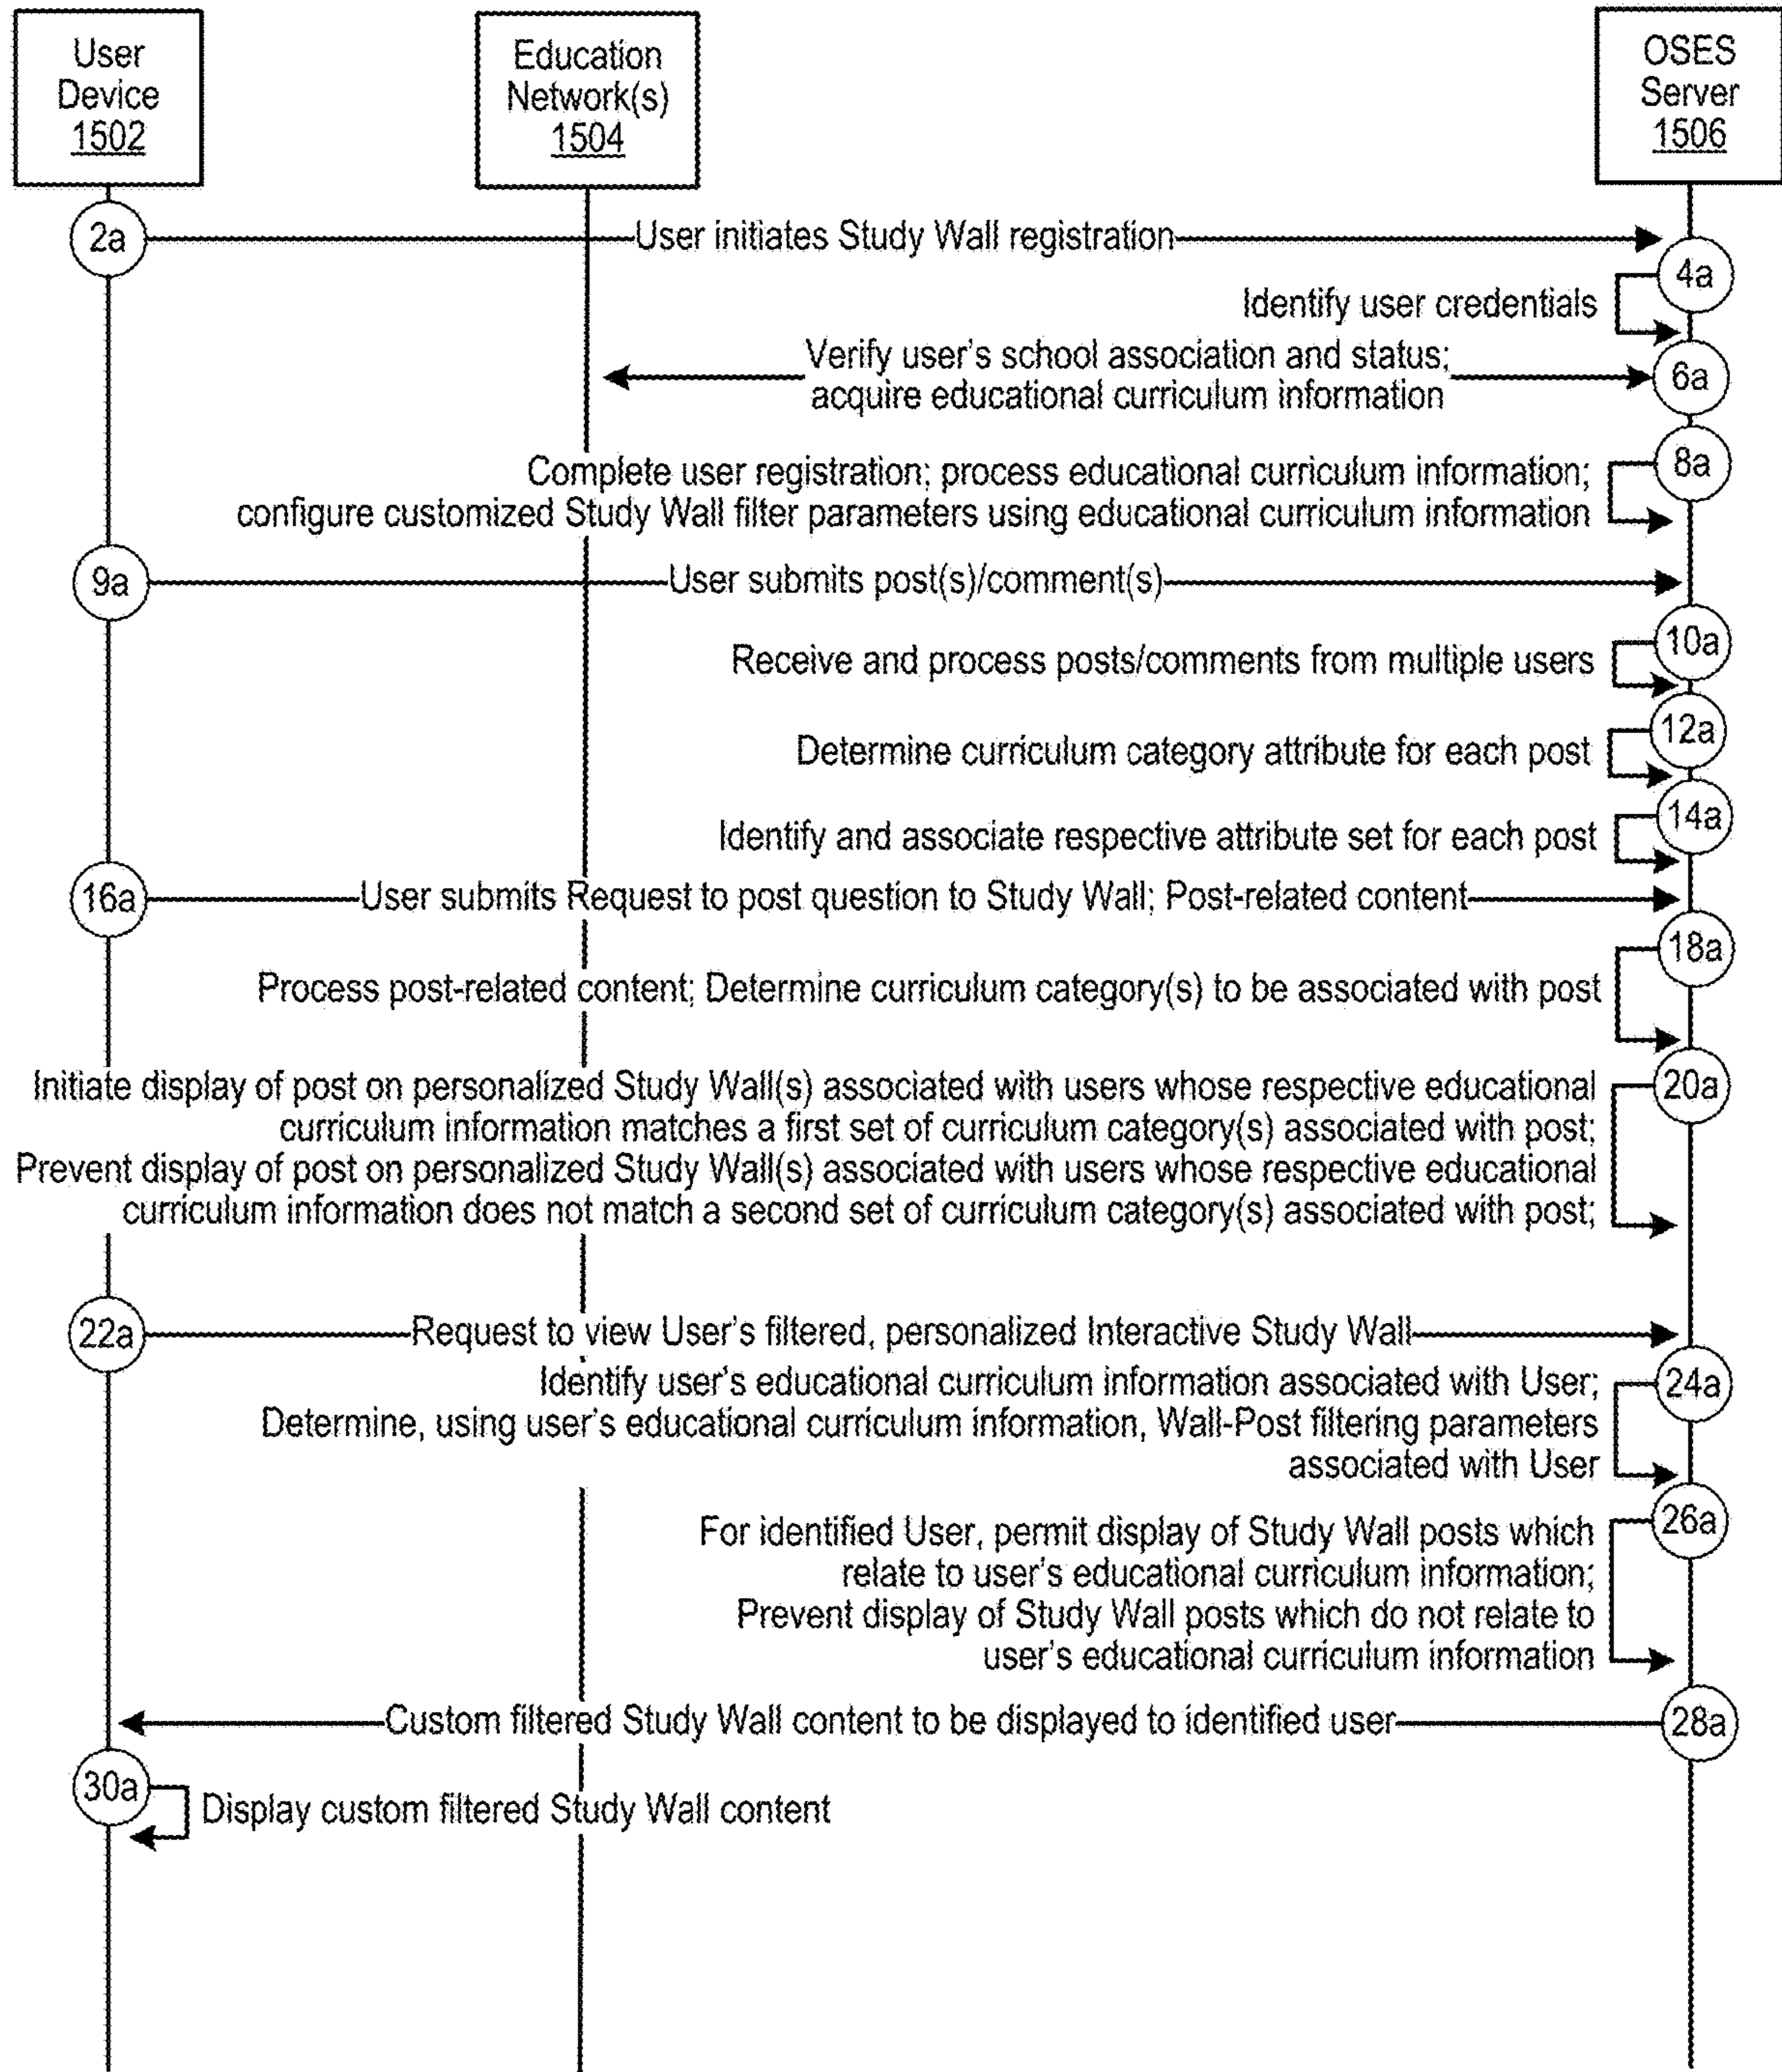 User
Device
1502
Education
Network(s)
1504
OSES
Server
1506
2a
User initiates Study Wall registration
4a
Identify user credentials
Verify user's school association and status;
acquire educational curriculum information
6a
8a
Complete user registration; process educational curriculum information;
configure customized Study Wall filter parameters using educational curriculum information
9a
User submits post(s)/comment(s)
10a
Receive and process posts/comments from multiple users
12a
Determine curriculum category attribute for each post
14a
Identify and associate respective attribute set for each post
16a
User submits Request to post question to Study Wall; Post-related content
18a
Process post-related content; Determine curriculum category(s) to be associated with post
20a
Initiate display of post on personalized Study Wall(s) associated with users whose respective educational
curriculum information matches a first set of curriculum category(s) associated with post;
Prevent display of post on personalized Study Wall(s) associated with users whose respective educational
curriculum information does not match a second set of curriculum category(s) associated with post;
22a
Request to view User's filtered, personalized Interactive Study Wall
24a
Identify user's educational curriculum information associated with User;
Determine, using user's educational curriculum information, Wall-Post filtering parameters
associated with User
26a
For identified User, permit display of Study Wall posts which
relate to user's educational curriculum information;
Prevent display of Study Wall posts which do not relate to
user's educational curriculum information
Custom filtered Study Wall content to be displayed to identified user
28a
30a
Display custom filtered Study Wall content